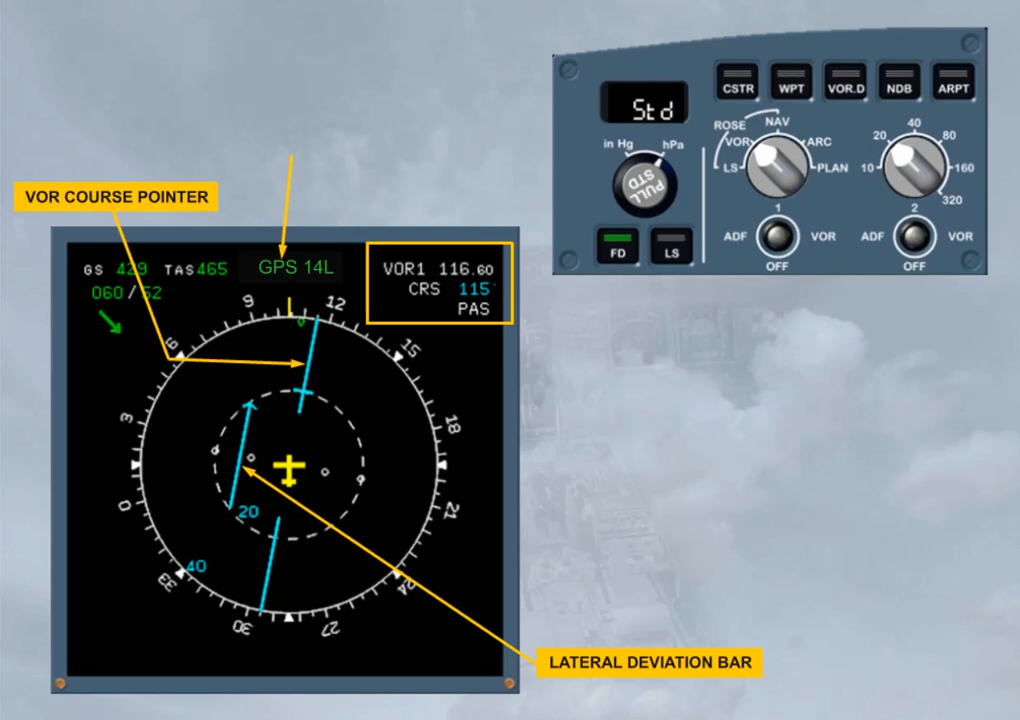 Std
in Hg
hPa
PULL
STD
FD
LS
CSTR
WPT
VOR.D
NDB
ARPT
ROSE
NAV
VOR
ARC
LS
PLAN
40
20
80
10
160
320
1
2
ADF
VOR
ADF
VOR
OFF
OFF
VOR COURSE POINTER
GS 429 TAS465
GPS 14L
VOR1 116.60
060/52
CRS 115°
PAS
9
12
6
15
3
18
0
21
20
40
33
24
30
27
LATERAL DEVIATION BAR